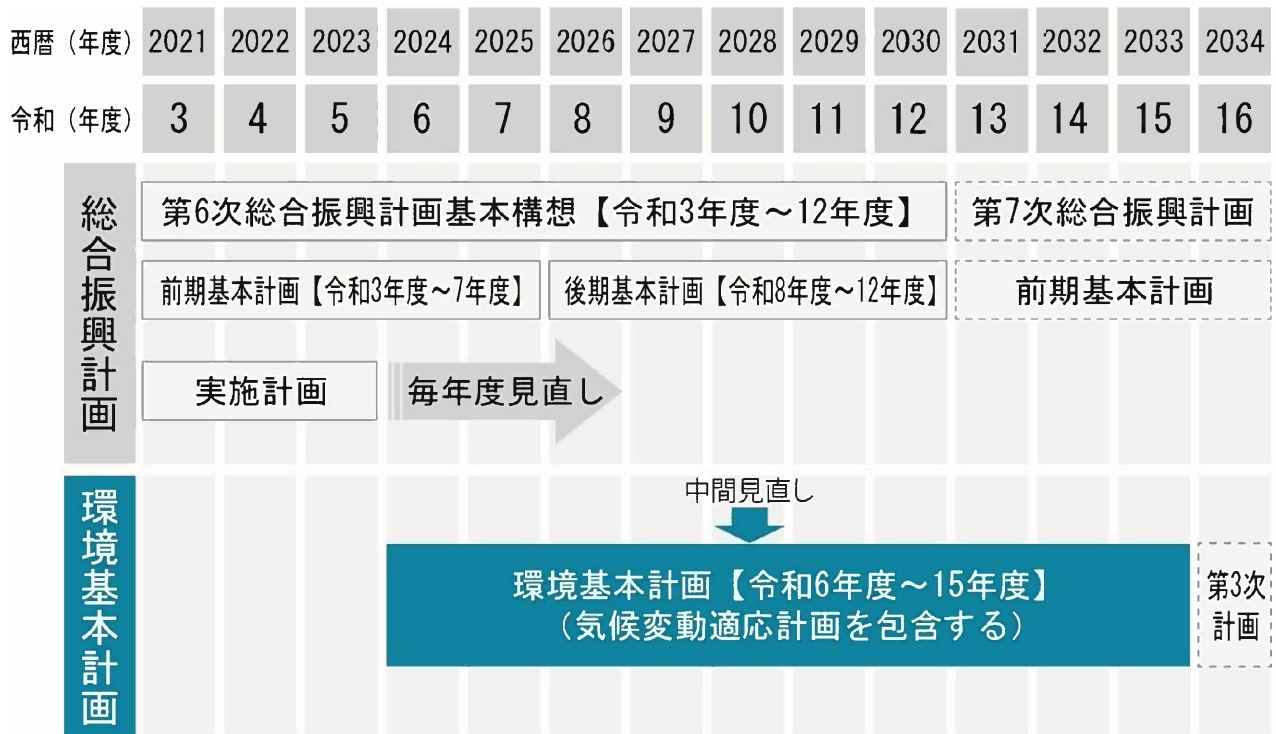 西暦（年度） 2021 2022 2023 2024 2025 2026 2027 2028 2029 2030 2031 2032 2033 2034
令和（年度） 3 4 5 6 7 8 9 10 11 12 13 14 15 16
総合振興計画
第6次総合振興計画基本構想【令和3年度～12年度】 第7次総合振興計画
前期基本計画【令和3年度～7年度】 後期基本計画【令和8年度～12年度】 前期基本計画
実施計画 毎年度見直し
環境基本計画
中間見直し
環境基本計画【令和6年度～15年度】
（気候変動適応計画を包含する）
第3次
計画